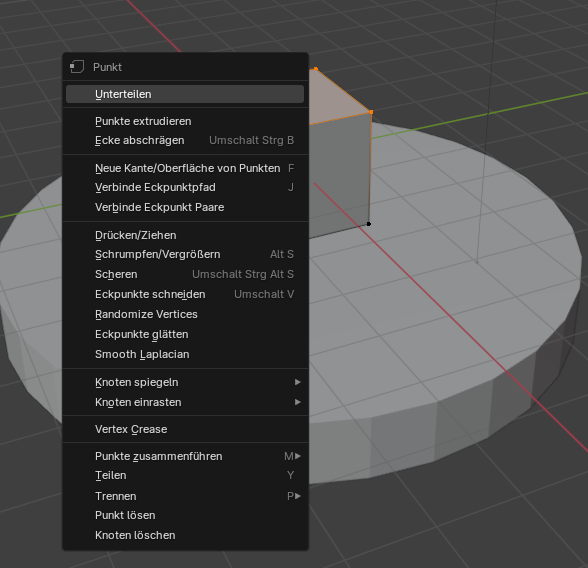 Punkt
Unterteilen
Punkte extrudieren
Ecke abschrägen Umschalt Strg B
Neue Kante/Oberfläche von Punkten F
Verbinde Eckpunktpfad J
Verbinde Eckpunkt Paare
Drücken/Ziehen
Schrumpfen/Vergrößern Alt S
Scheren Umschalt Strg Alt S
Eckpunkte schneiden Umschalt V
Randomize Vertices
Eckpunkte glätten
Smooth Laplacian
Knoten spiegeln
Knoten einrasten
Vertex Crease
Punkte zusammenführen M
Teilen Y
Trennen P
Punkt lösen
Knoten löschen